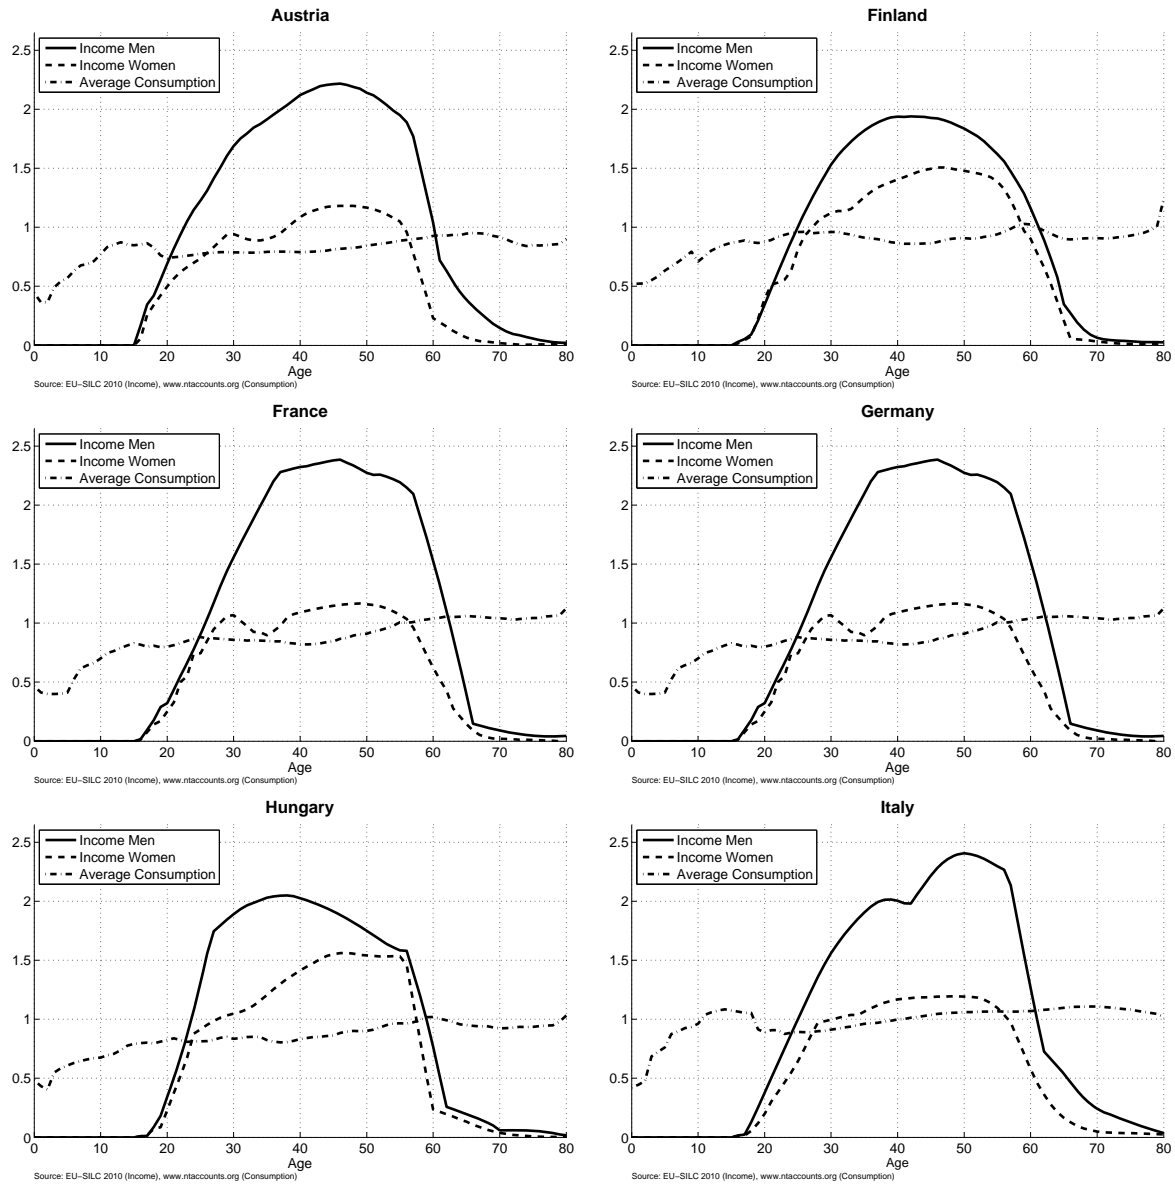 Austria
2.5
2
1.5
1
0.5
0
Income Men
Income Women
Average Consumption
0 10 20 30 40 50 60 70 80
Age
Source: EU–SILC 2010 (Income), www.ntaccounts.org (Consumption)
Finland
2.5
2
1.5
1
0.5
0
Income Men
Income Women
Average Consumption
0 10 20 30 40 50 60 70 80
Age
Source: EU–SILC 2010 (Income), www.ntaccounts.org (Consumption)
France
2.5
2
1.5
1
0.5
0
Income Men
Income Women
Average Consumption
0 10 20 30 40 50 60 70 80
Age
Source: EU–SILC 2010 (Income), www.ntaccounts.org (Consumption)
Germany
2.5
2
1.5
1
0.5
0
Income Men
Income Women
Average Consumption
0 10 20 30 40 50 60 70 80
Age
Source: EU–SILC 2010 (Income), www.ntaccounts.org (Consumption)
Hungary
2.5
2
1.5
1
0.5
0
Income Men
Income Women
Average Consumption
0 10 20 30 40 50 60 70 80
Age
Source: EU–SILC 2010 (Income), www.ntaccounts.org (Consumption)
Italy
2.5
2
1.5
1
0.5
0
Income Men
Income Women
Average Consumption
0 10 20 30 40 50 60 70 80
Age
Source: EU–SILC 2010 (Income), www.ntaccounts.org (Consumption)